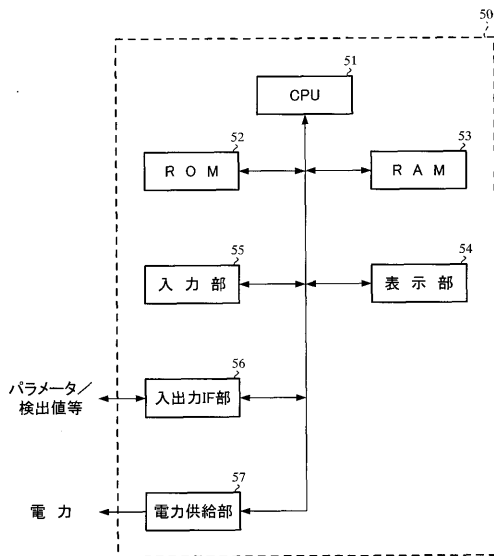 50
51
CPU
52
ROM
53
RAM
55
入力部
54
表示部
パラメータ/
検出値等
56
入出力IF部
電力
57
電力供給部